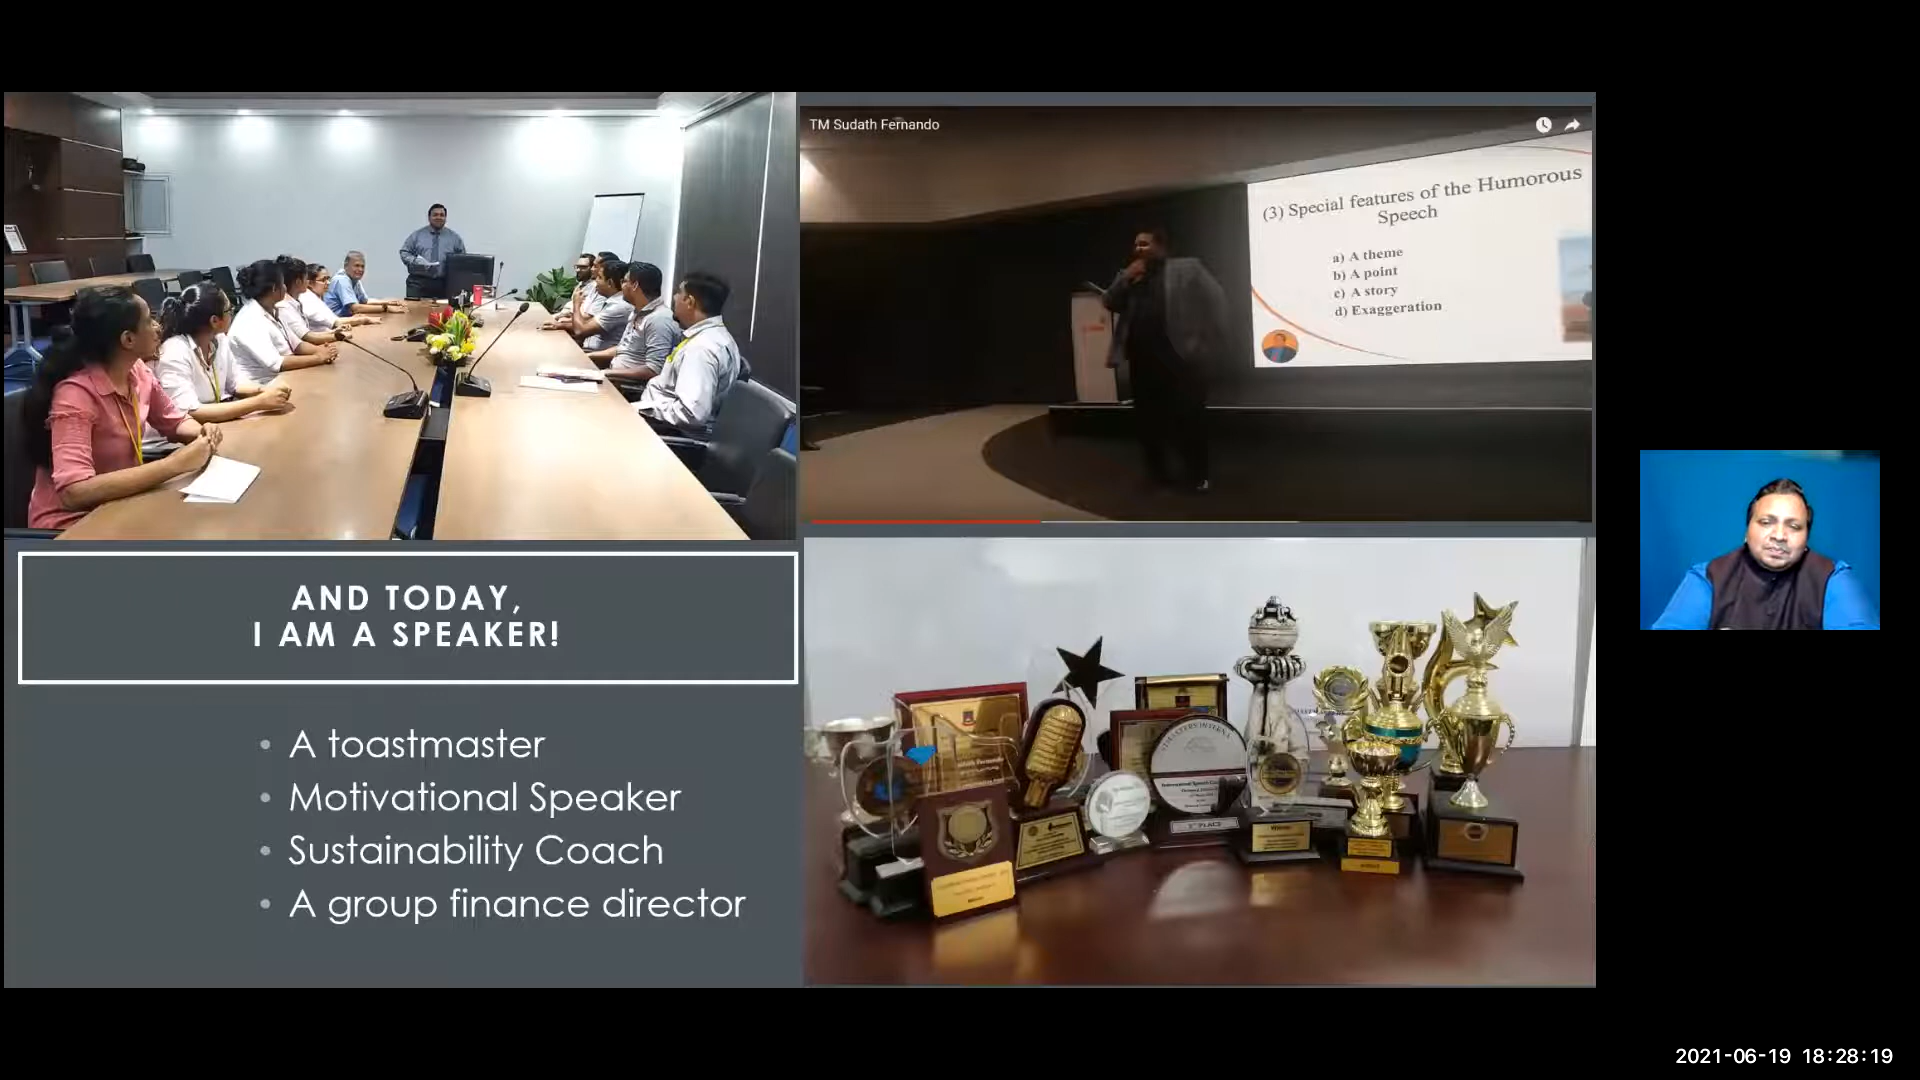 TM Sudath Fernando
(3) Special features of the Humorous
Speech
a) A theme
b) A point
c) A story
d) Exaggeration
AND TODAY,
I AM A SPEAKER!
• A toastmaster
• Motivational Speaker
• Sustainability Coach
• A group finance director
2021-06-19 18:28:19